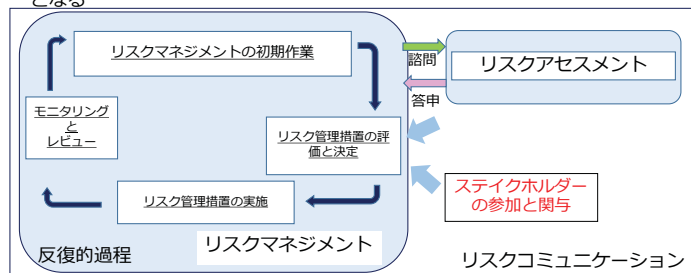 となる
リスクマネジメントの初期作業
諮問
リスクアセスメント
答申
モニタリング
と
レビュー
リスク管理措置の評
価と決定
リスク管理措置の実施
ステイクホルダー
の参加と関与
反復的過程
リスクマネジメント
リスクコミュニケーション